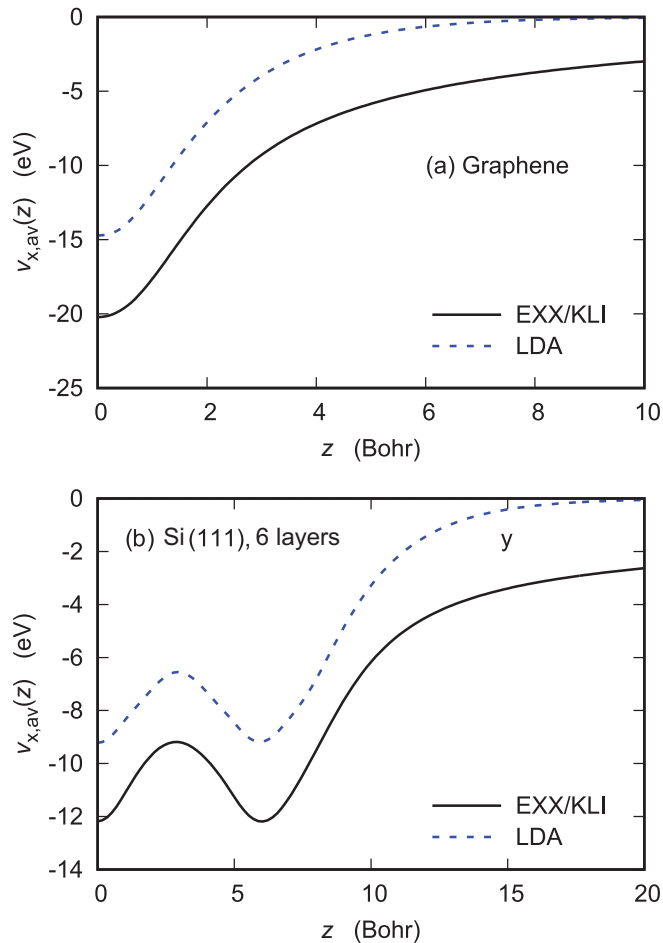 0
-5
-10
-15
-20
-25
v x,av(z) (eV)
(a) Graphene
EXX/KLI
LDA
0 2 4 6 8 10
z (Bohr)
0
-2
-4
-6
-8
-10
-12
-14
v x,av(z) (eV)
(b) Si(111), 6 layers
y
EXX/KLI
LDA
0 5 10 15 20
z (Bohr)